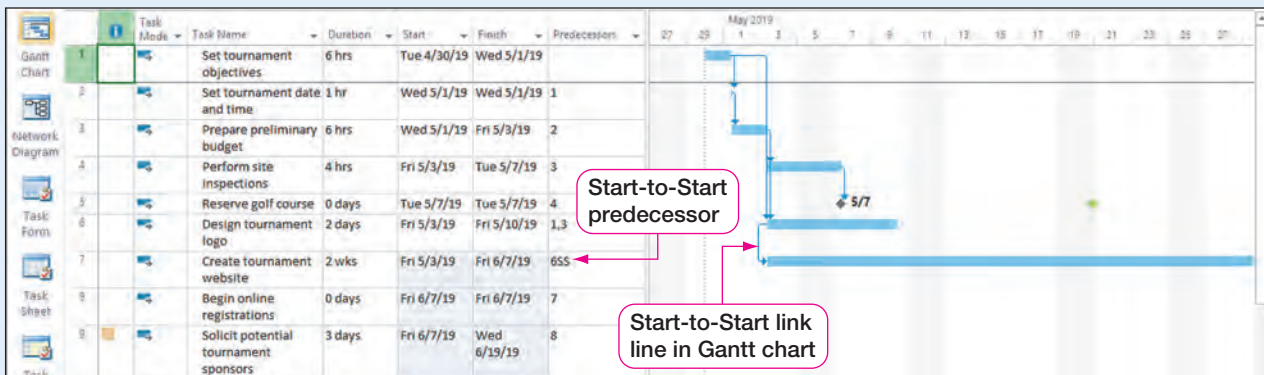 Task
Mode Task Name Duration Start Finish Predecessors
May 2019
27 29 1 3 5 7 9 11 13 15 17 19 21 23 25 27
Gantt
Chart
Network
Diagram
Task
Form
Task
Sheet
Task
1 Set tournament 6 hrs Tue 4/30/19 Wed 5/1/19
objectives
2 Set tournament date 1 hr Wed 5/1/19 Wed 5/1/19 1
and time
3 Prepare preliminary 6 hrs Wed 5/1/19 Fri 5/3/19 2
budget
4 Perform site 4 hrs Fri 5/3/19 Tue 5/7/19 3
inspections
5 Reserve golf course 0 days Tue 5/7/19 Tue 5/7/19 4
5/7
6 Design tournament 2 days Fri 5/3/19 Fri 5/10/19 1,3
logo
7 Create tournament 2 wks Fri 5/3/19 Fri 6/7/19 6SS
website
8 Begin online 0 days Fri 6/7/19 Fri 6/7/19 7
registrations
9 Solicit potential 3 days Fri 6/7/19 Wed 8
tournament 6/19/19
sponsors
Start-to-Start
predecessor
Start-to-Start link
line in Gantt chart